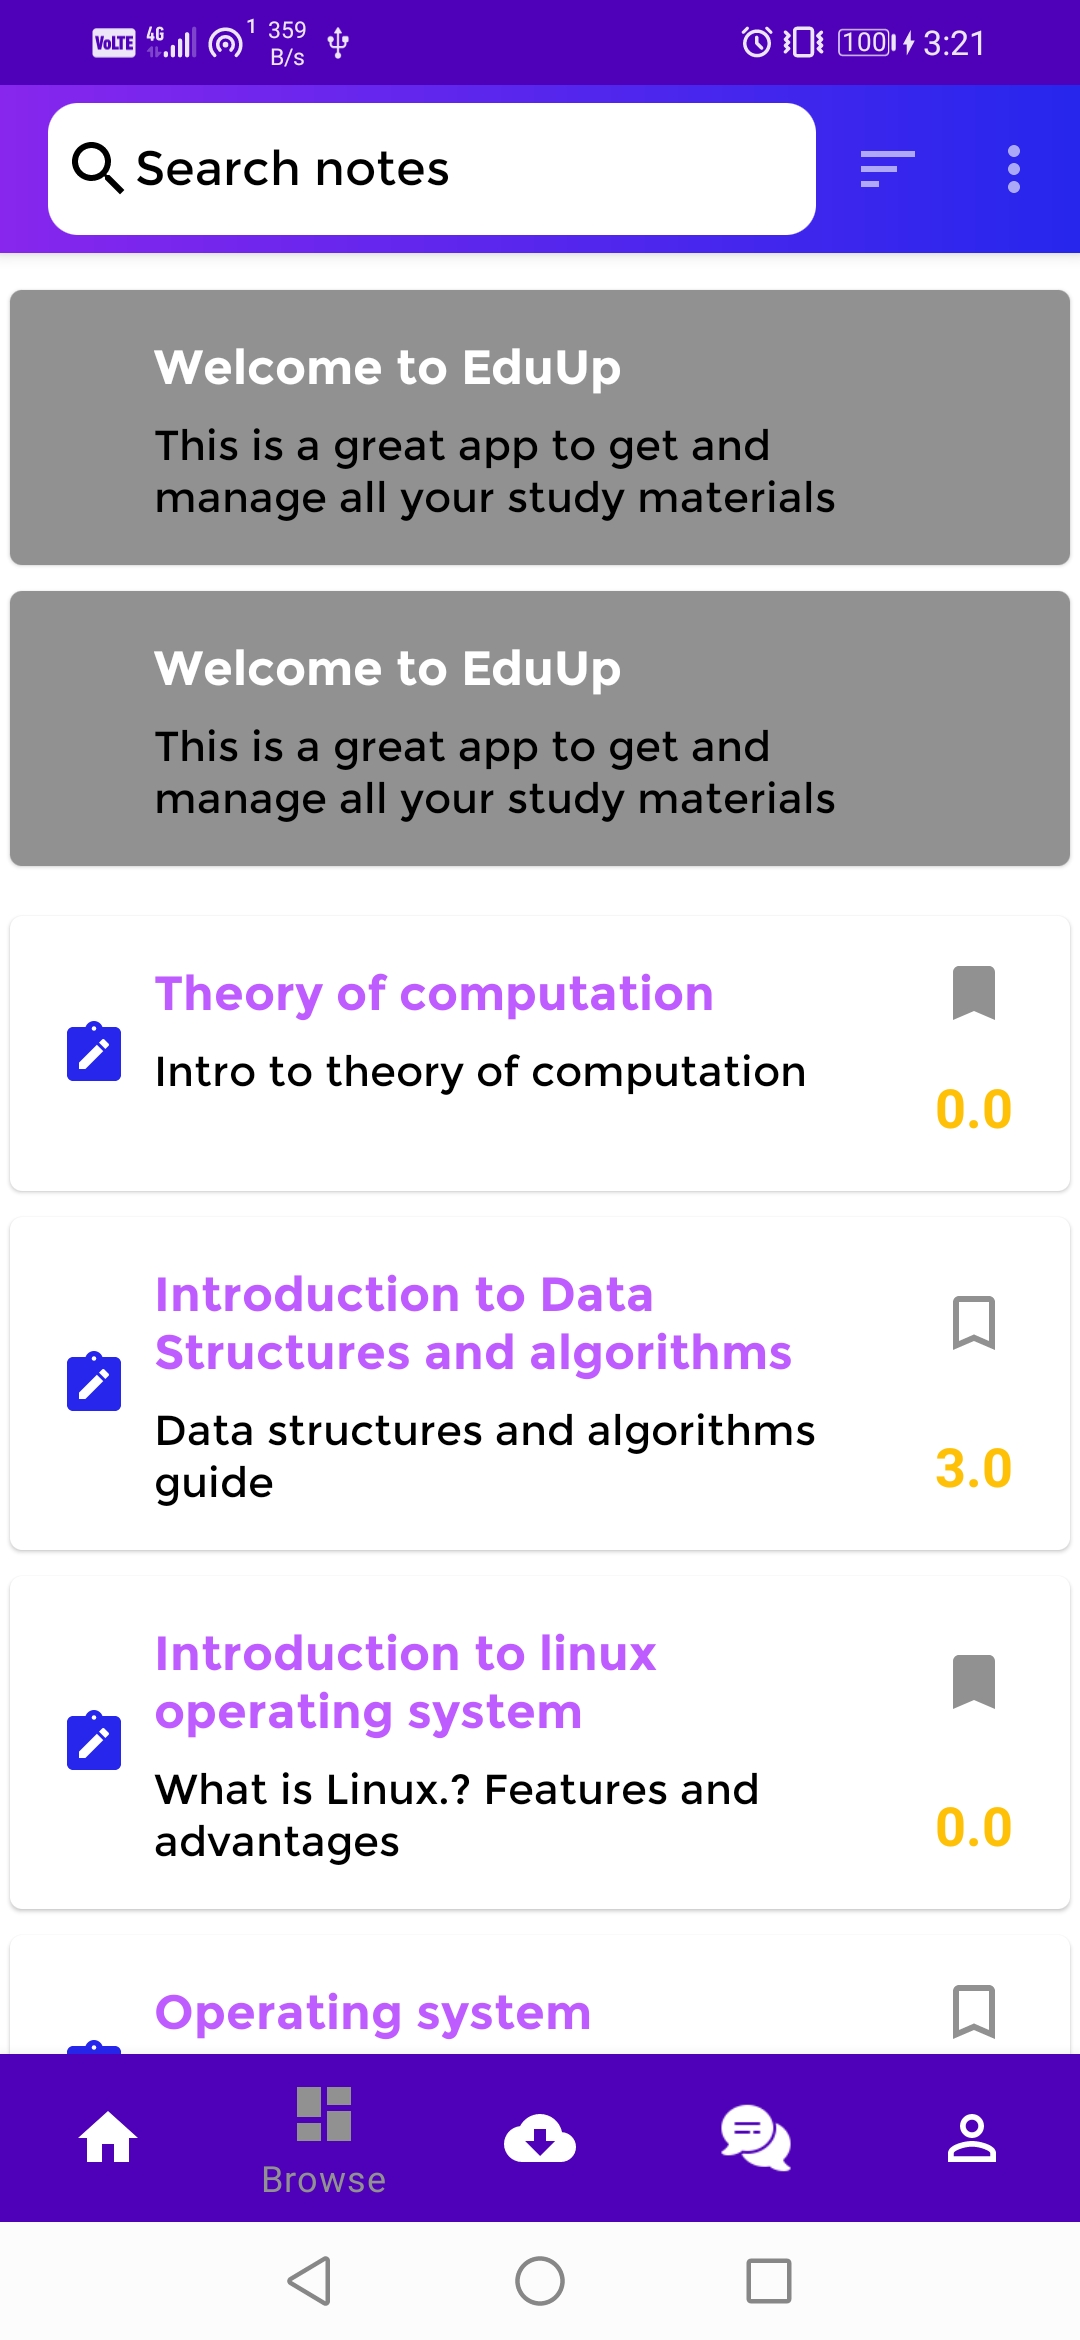 VoLTE 4G 1 359 B/s 100 3:21
Search notes
Welcome to EduUp
This is a great app to get and
manage all your study materials
Welcome to EduUp
This is a great app to get and
manage all your study materials
Theory of computation
Intro to theory of computation
0.0
Introduction to Data
Structures and algorithms
Data structures and algorithms
guide
3.0
Introduction to linux
operating system
What is Linux.? Features and
advantages
0.0
Operating system
Browse